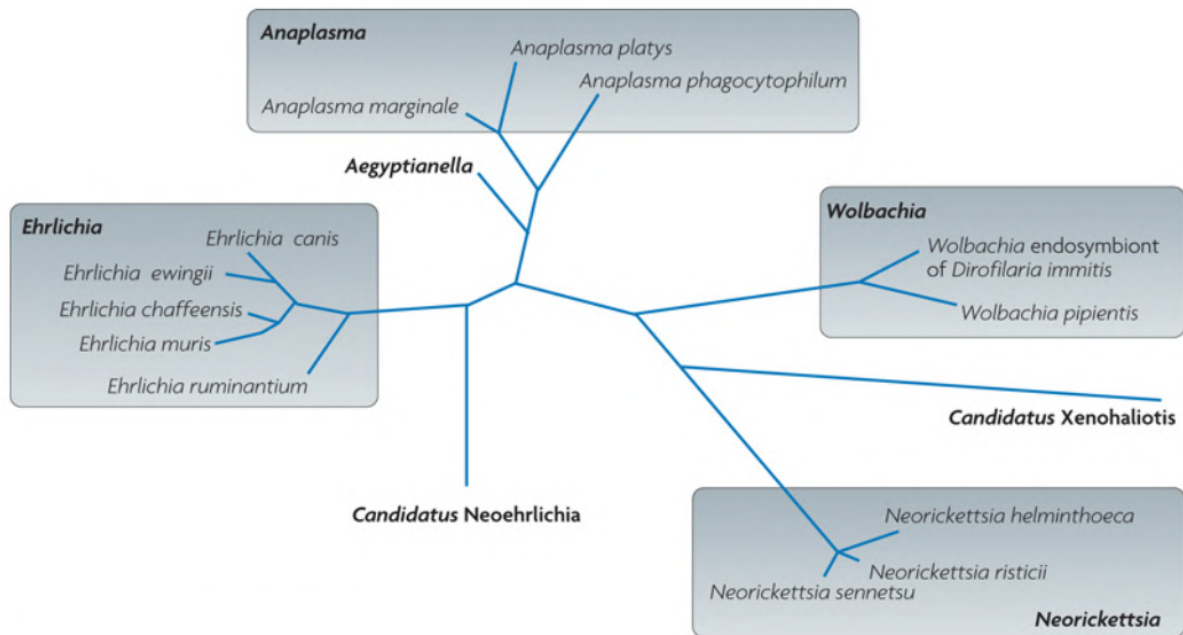 Anaplasma
Anaplasma platys
Anaplasma phagocytophilum
Anaplasma marginale
Aegyptianella
Ehrlichia
Ehrlichia canis
Ehrlichia ewingii
Ehrlichia chaffeensis
Ehrlichia muris
Ehrlichia ruminantium
Wolbachia
Wolbachia endosymbiont
of Dirofilaria immitis
Wolbachia pipientis
Candidatus Xenohaliotis
Candidatus Neoehrlichia
Neorickettsia helminthoeca
Neorickettsia risticii
Neorickettsia sennetsu
Neorickettsia